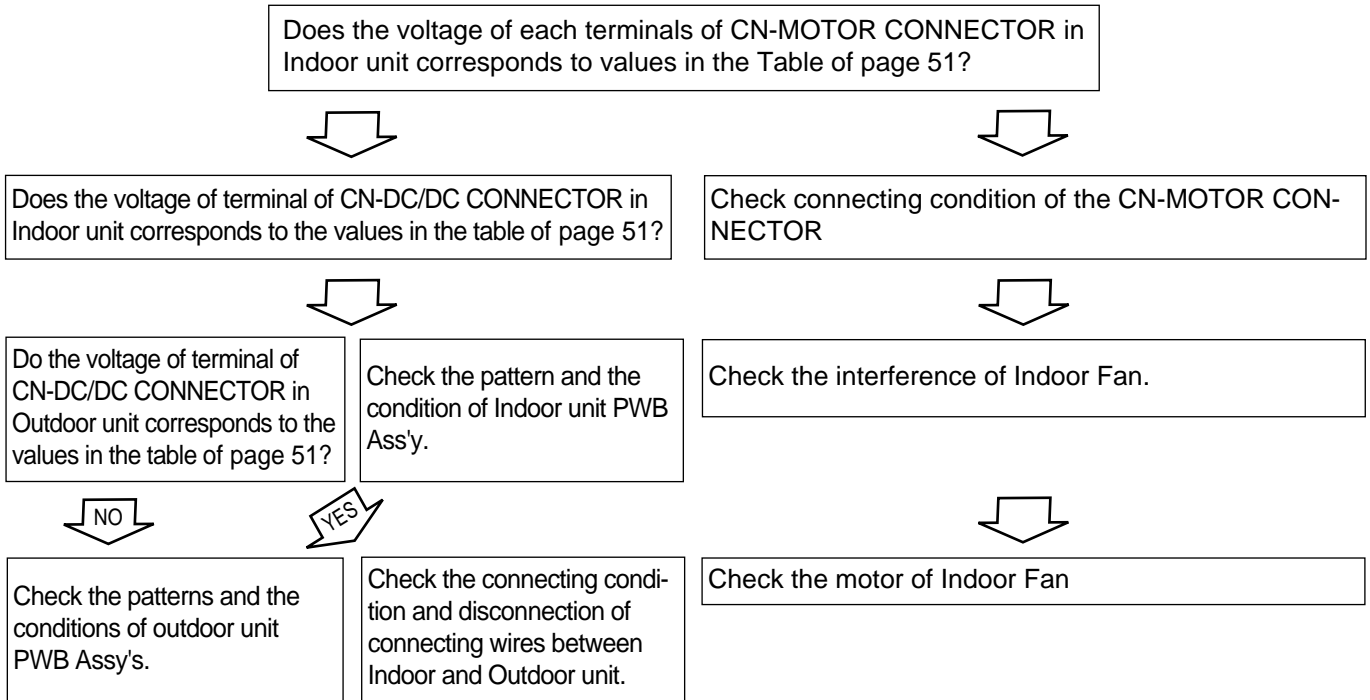 Does the voltage of each terminals of CN-MOTOR CONNECTOR in
Indoor unit corresponds to values in the Table of page 51?
Does the voltage of terminal of CN-DC/DC CONNECTOR in
Indoor unit corresponds to the values in the table of page 51?
Check connecting condition of the CN-MOTOR CON-
NECTOR
Do the voltage of terminal of
CN-DC/DC CONNECTOR in
Outdoor unit corresponds to the
values in the table of page 51?
Check the pattern and the
condition of Indoor unit PWB
Ass'y.
Check the interference of Indoor Fan.
NO
YES
Check the patterns and the
conditions of outdoor unit
PWB Assy's.
Check the connecting condi-
tion and disconnection of
connecting wires between
Indoor and Outdoor unit.
Check the motor of Indoor Fan